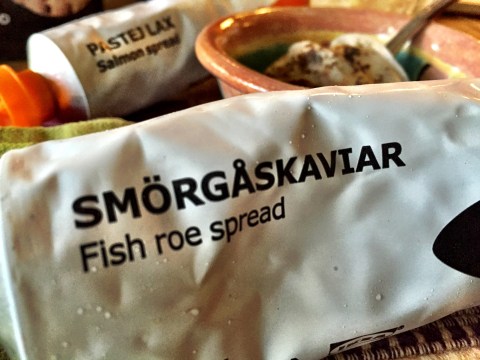 PASTEJ LAX
Salmon spread
SMÖRGÅSKAVIAR
Fish roe spread